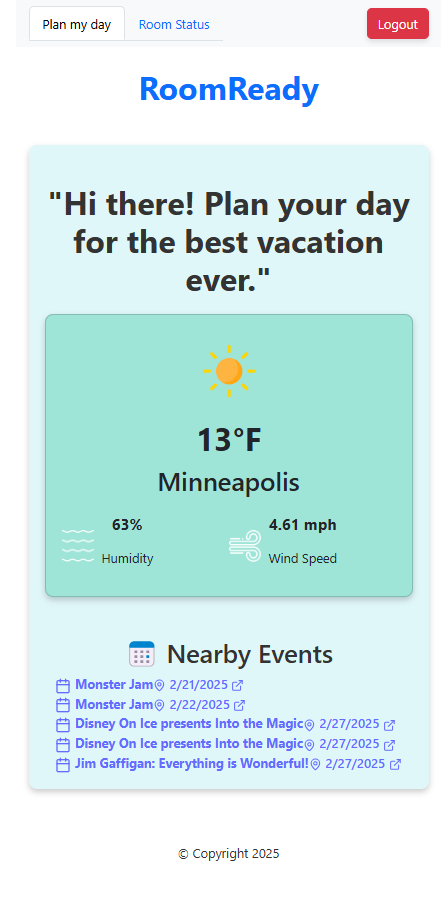 Plan my day Room Status Logout
RoomReady
"Hi there! Plan your day
for the best vacation
ever."
13°F
Minneapolis
63% 4.61 mph
Humidity Wind Speed
Nearby Events
Monster Jam 2/21/2025
Monster Jam 2/22/2025
Disney On Ice presents Into the Magic 2/27/2025
Disney On Ice presents Into the Magic 2/27/2025
Jim Gaffigan: Everything is Wonderful! 2/27/2025
© Copyright 2025